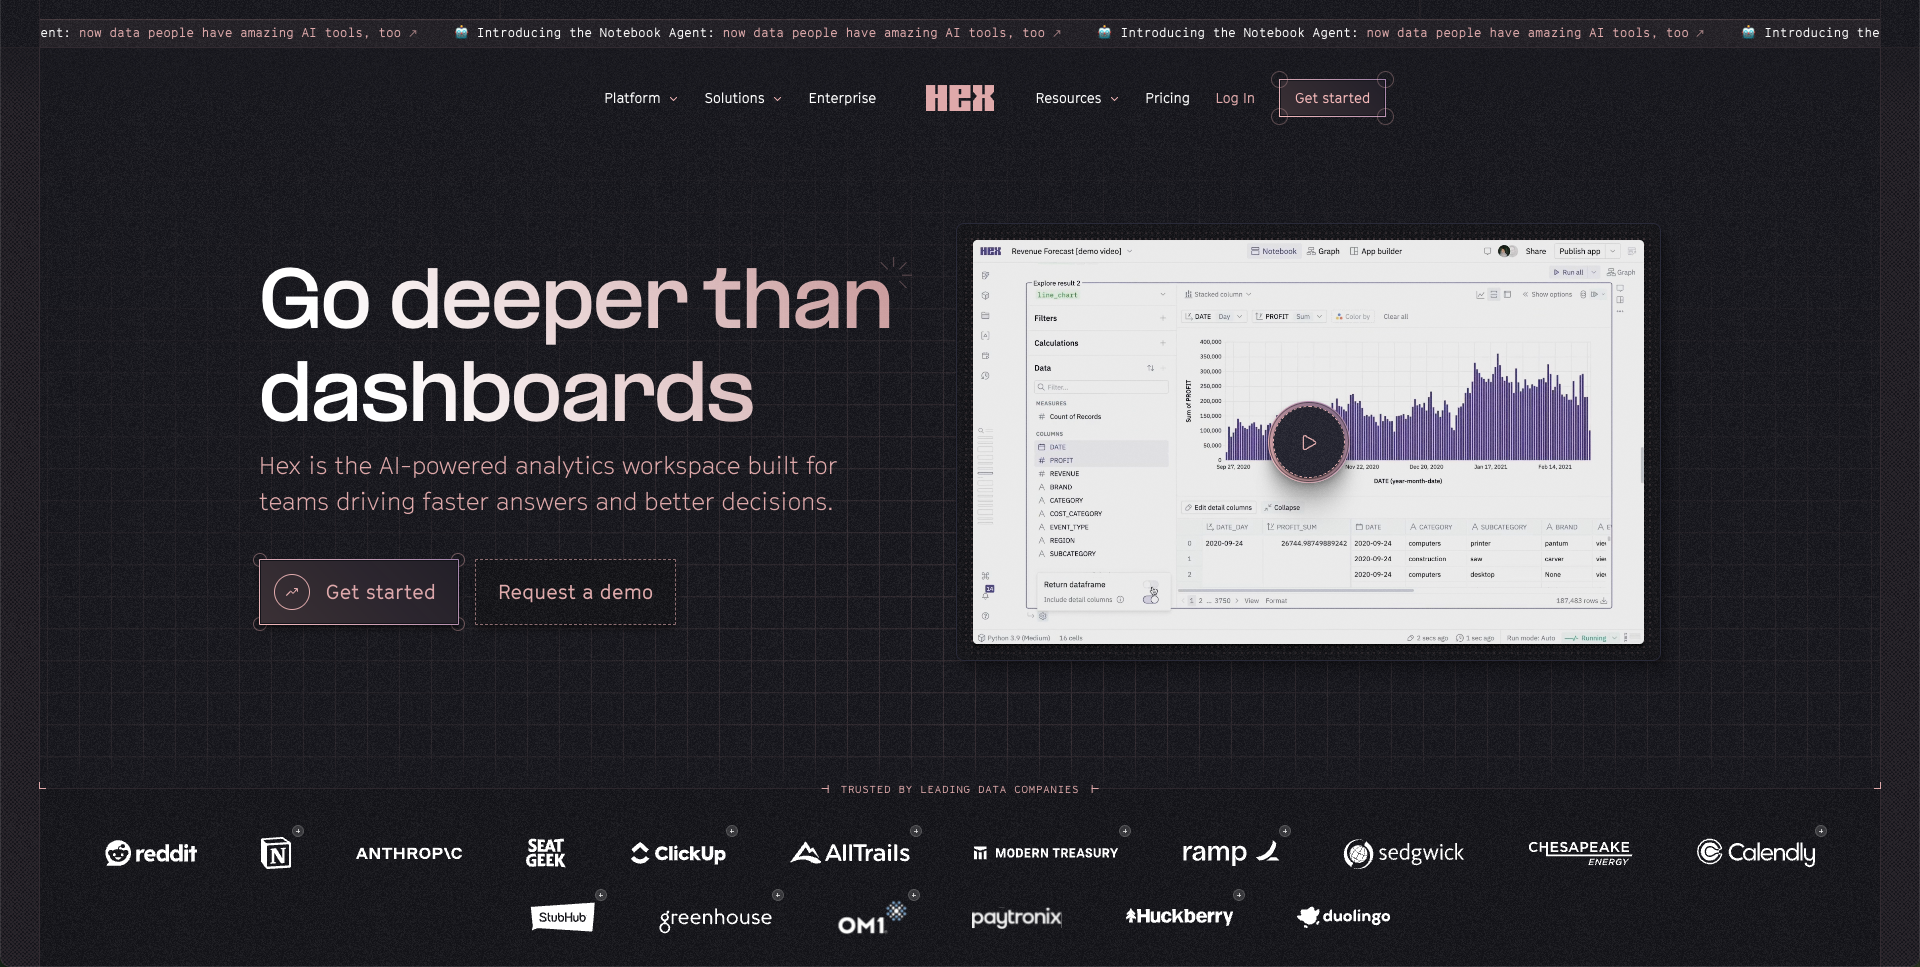 ent: now data people have amazing AI tools, too ↗ Introducing the Notebook Agent: now data people have amazing AI tools, too ↗ Introducing the Notebook Agent: now data people have amazing AI tools, too ↗ Introducing the
Platform Solutions Enterprise HEX Resources Pricing Log In Get started
Go deeper than
dashboards
Hex is the AI-powered analytics workspace built for
teams driving faster answers and better decisions.
Get started Request a demo
HEX Revenue Forecast [demo video] Notebook Graph App builder Share Publish app
Run all Graph
Explore result 2
line_chart Stacked column Show options
Filters DATE Day PROFIT Sum Color by Clear all
Calculations
Data
Filter...
MEASURES
Count of Records
COLUMNS
DATE
PROFIT
REVENUE
BRAND
CATEGORY
COST_CATEGORY
EVENT_TYPE
REGION
SUBCATEGORY
Return dataframe
Include detail columns
Sum of PROFIT
400,000
350,000
300,000
250,000
200,000
150,000
100,000
50,000
0
Sep 27, 2020 Nov 22, 2020 Dec 20, 2020 Jan 17, 2021 Feb 14, 2021
DATE (year-month-date)
Edit detail columns Collapse
DATE_DAY PROFIT_SUM DATE CATEGORY SUBCATEGORY BRAND
0 2020-09-24 26744.98749889242 2020-09-24 computers printer pantum
1 2020-09-24 construction saw carver
2 2020-09-24 computers desktop None
1 2 ... 3750 > View Format 187,483 rows
14
Python 3.9 (Medium) 16 cells 2 secs ago 1 sec ago Run mode: Auto Running
TRUSTED BY LEADING DATA COMPANIES
reddit N ANTHROP\C SEAT GEEK ClickUp AllTrails MODERN TREASURY ramp sedgwick CHESAPEAKE ENERGY Calendly
StubHub greenhouse OM1 paytronix Huckberry duolingo